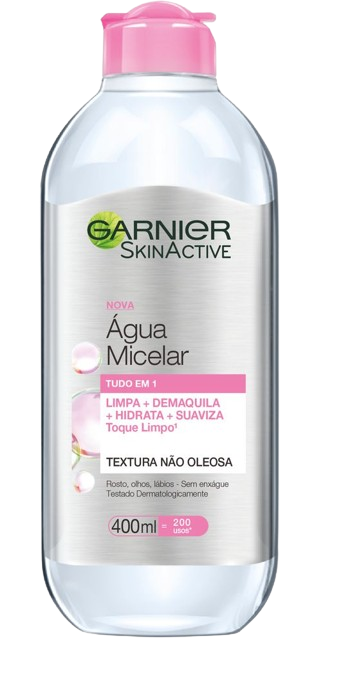 GARNIER
SKINACTIVE
NOVA
Água
Micelar
TUDO EM 1
LIMPA + DEMAQUILA
+ HIDRATA + SUAVIZA
Toque Limpo¹
TEXTURA NÃO OLEOSA
Rosto, olhos, lábios - Sem enxágue
Testado Dermatologicamente
400ml = 200
usos*